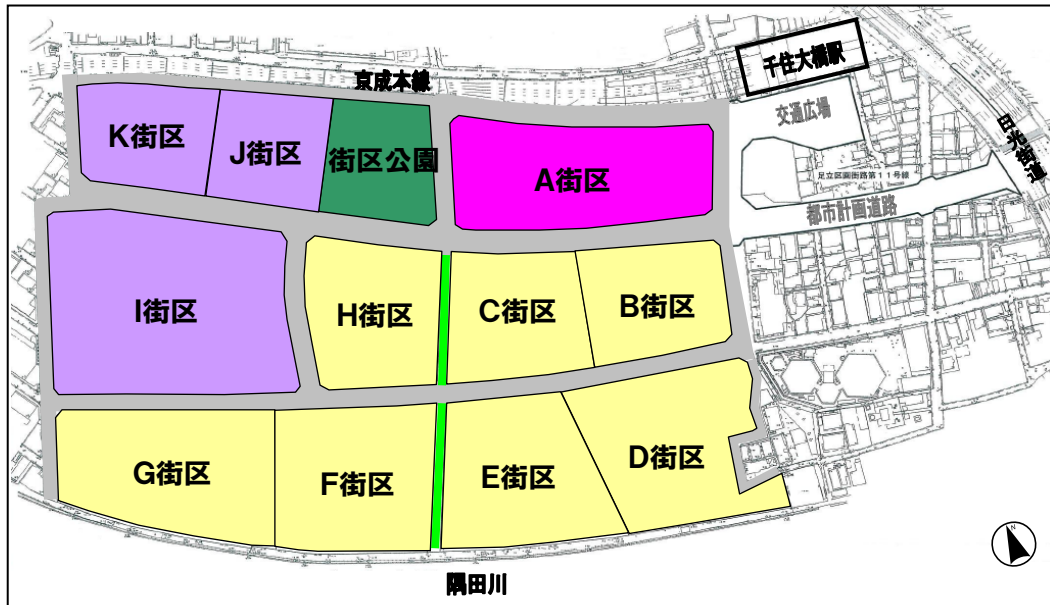 千住大橋駅
京成本線
交通広場
日光街道
K街区
J街区
街区公園
A街区
足立区画街路第11号線
都市計画道路
I街区
H街区
C街区
B街区
G街区
F街区
E街区
D街区
N
隅田川